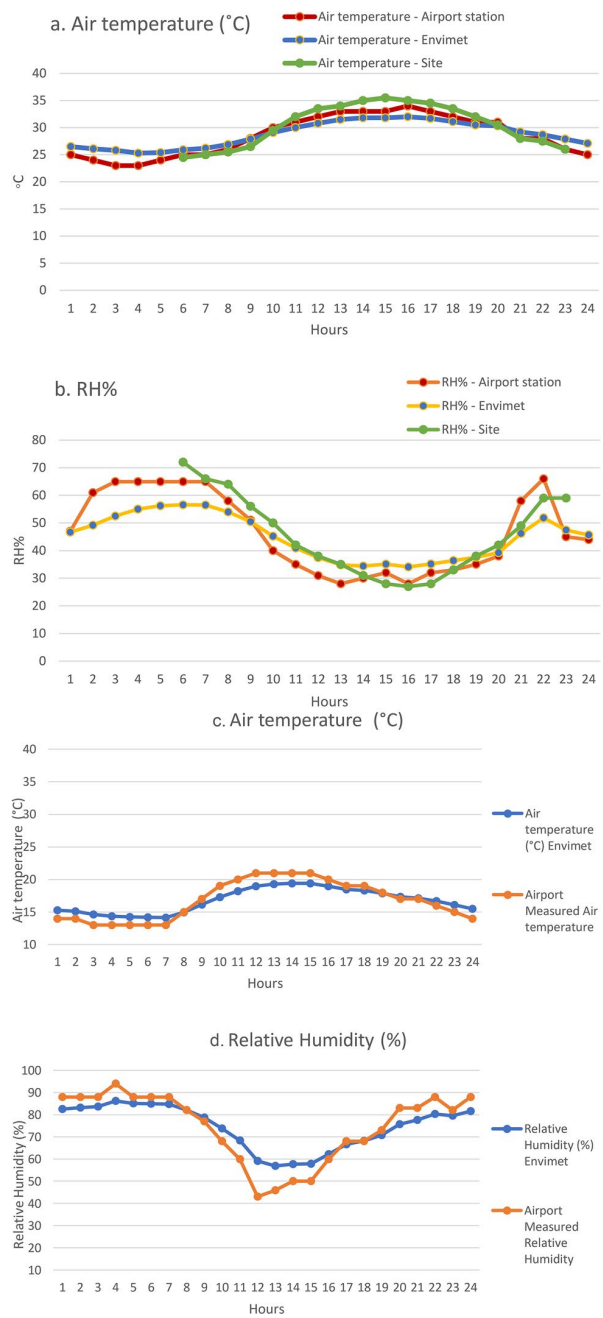 a. Air temperature (˚C)
Air temperature - Airport station
Air temperature - Envimet
Air temperature - Site
40
35
30
25
20
15
10
5
0
°C
1 2 3 4 5 6 7 8 9 10 11 12 13 14 15 16 17 18 19 20 21 22 23 24
Hours
b. RH%
RH% - Airport station
RH% - Envimet
RH% - Site
80
70
60
50
40
30
20
10
0
RH%
1 2 3 4 5 6 7 8 9 10 11 12 13 14 15 16 17 18 19 20 21 22 23 24
Hours
c. Air temperature (˚C)
40
35
30
25
20
15
10
Air temperature (˚C)
1 2 3 4 5 6 7 8 9 10 11 12 13 14 15 16 17 18 19 20 21 22 23 24
Hours
Air
temperature
(°C) Envimet
Airport
Measured Air
temperature
d. Relative Humidity (%)
100
90
80
70
60
50
40
30
20
10
Relative Humidity (%)
1 2 3 4 5 6 7 8 9 10 11 12 13 14 15 16 17 18 19 20 21 22 23 24
Hours
Relative
Humidity (%)
Envimet
Airport
Measured
Relative
Humidity